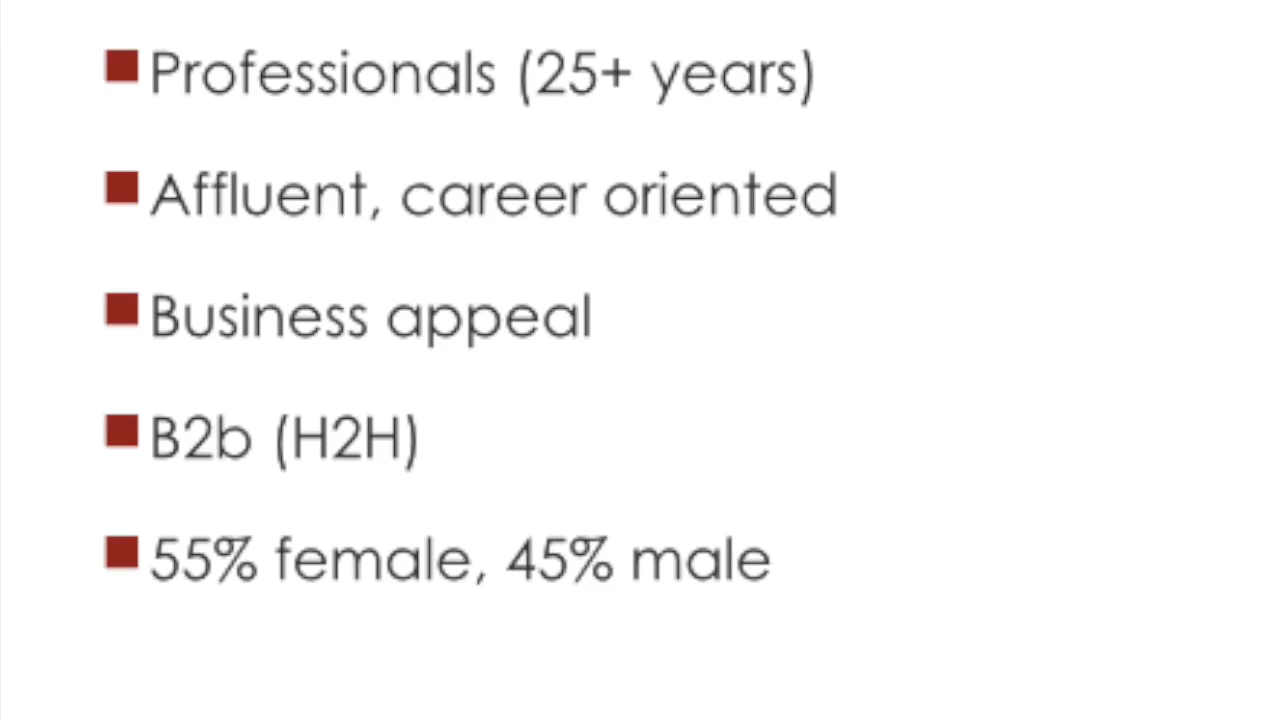 Professionals (25+ years)
Affluent, career oriented
Business appeal
B2b (H2H)
55% female, 45% male